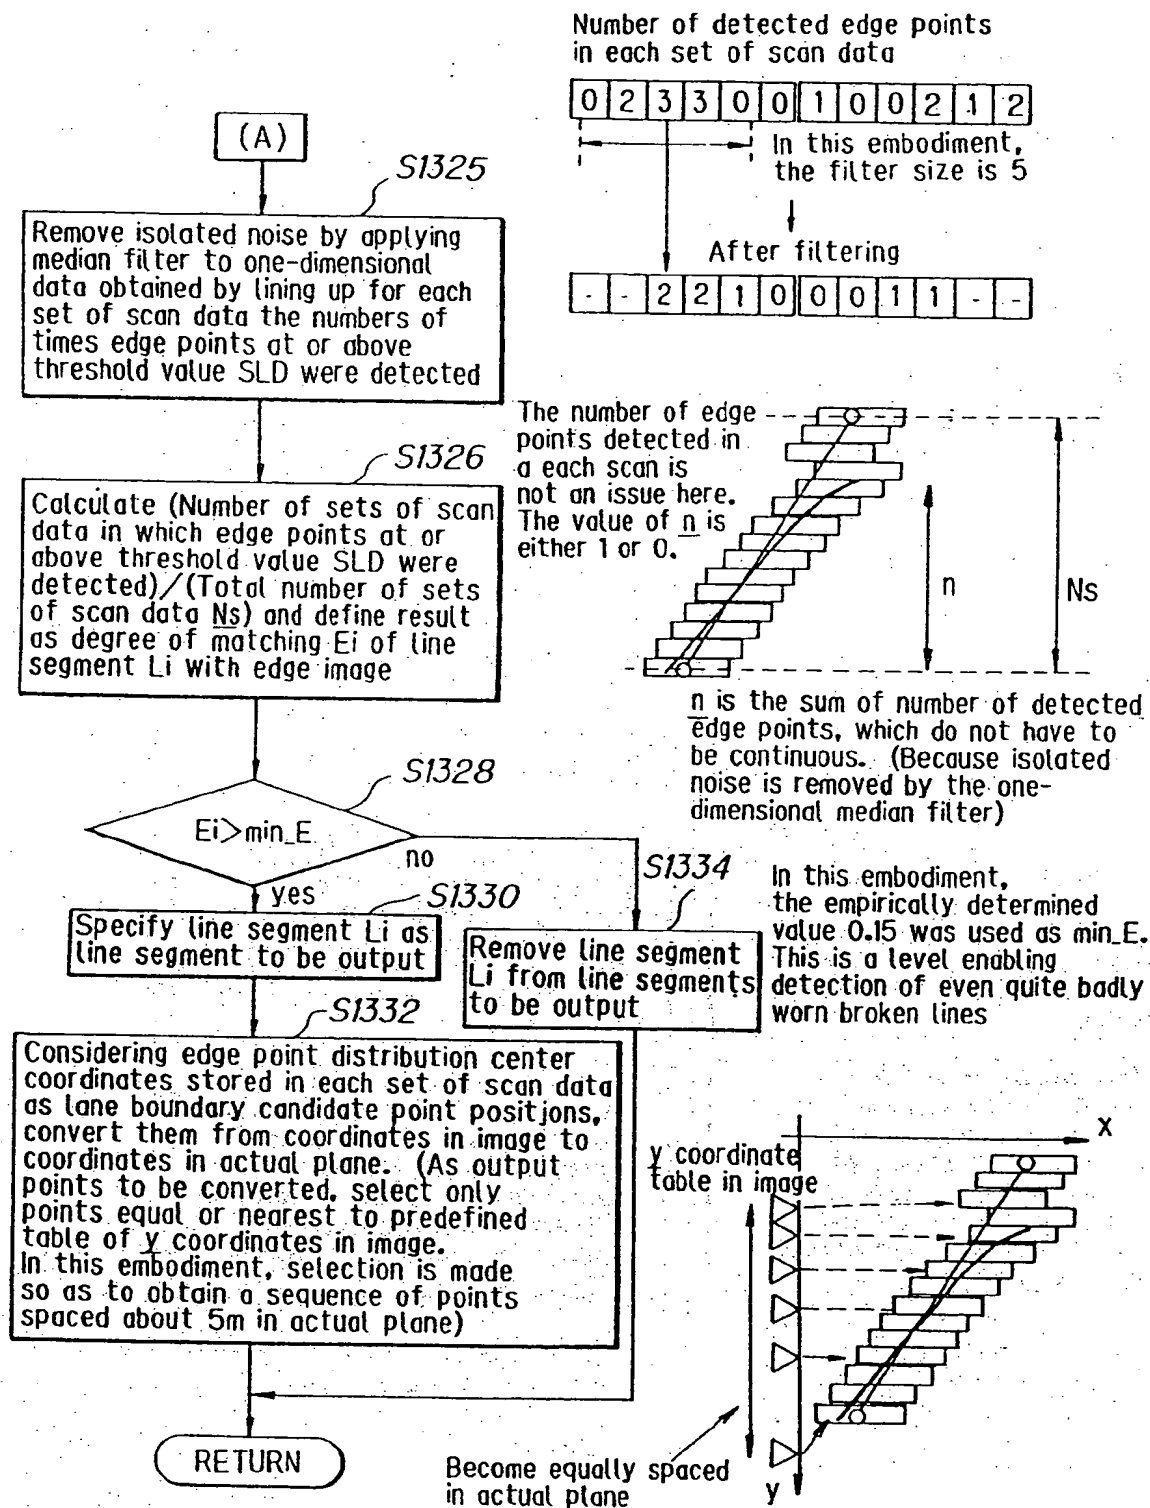 Number of detected edge points
in each set of scan data
0 2 3 3 0 0 1 0 0 2 1 2
In this embodiment,
the filter size is 5
After filtering
- - 2 2 1 0 0 0 1 1 - -
(A)
S1325
Remove isolated noise by applying
median filter to one-dimensional
data obtained by lining up for each
set of scan data the numbers of
times edge points at or above
threshold value SLD were detected
S1326
Calculate (Number of sets of scan
data in which edge points at or
above threshold value SLD were
detected)/(Total number of sets
of scan data Ns) and define result
as degree of matching Ei of line
segment Li with edge image
The number of edge
points detected in
a each scan is
not an issue here.
The value of n is
either 1 or 0.
n
Ns
n is the sum of number of detected
edge points, which do not have to
be continuous. (Because isolated
noise is removed by the one-
dimensional median filter)
S1328
Ei>min_E
no
yes
S1330
Specify line segment Li as
line segment to be output
S1334
Remove line segment
Li from line segments
to be output
In this embodiment,
the empirically determined
value 0.15 was used as min_E.
This is a level enabling
detection of even quite badly
worn broken lines
S1332
Considering edge point distribution center
coordinates stored in each set of scan data
as lane boundary candidate point positions,
convert them from coordinates in image to
coordinates in actual plane. (As output
points to be converted, select only
points equal or nearest to predefined
table of y coordinates in image.
In this embodiment, selection is made
so as to obtain a sequence of points
spaced about 5m in actual plane)
RETURN
x
y coordinate
table in image
Become equally spaced
in actual plane
y